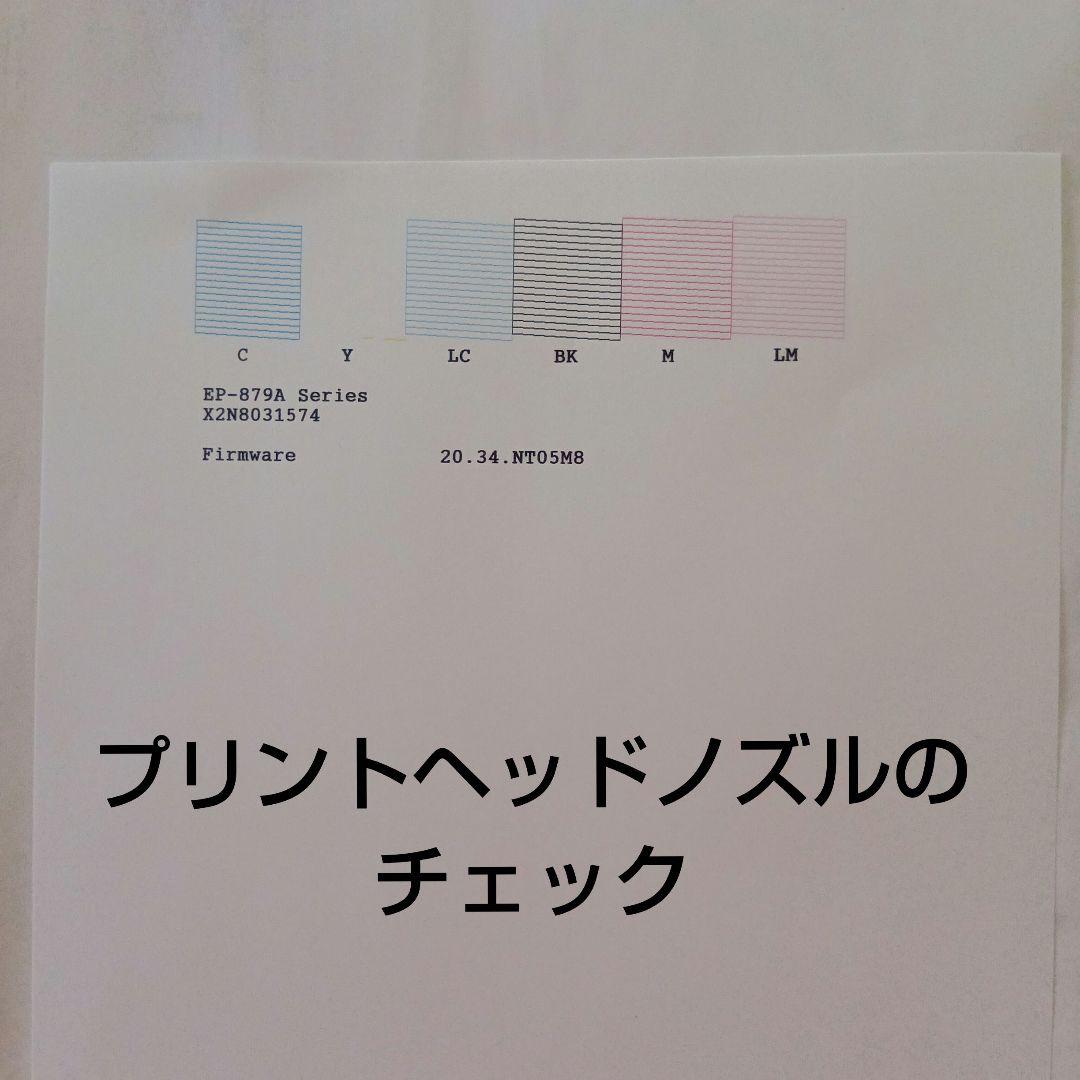 C Y LC BK M LM
EP-879A Series
X2N8031574
Firmware 20.34.NT05M8
プリントヘッドノズルの
チェック